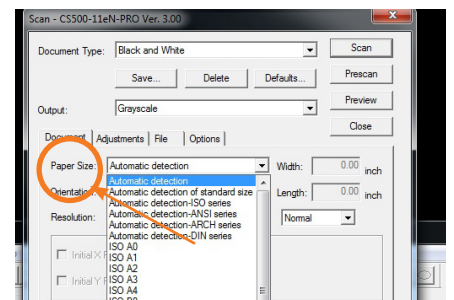 Scan - CS500-11eN-PRO Ver. 3.00
Document Type: Black and White Scan
Save... Delete Defaults... Prescan
Output: Grayscale Preview
Close
Document Adjustments File Options
Paper Size: Automatic detection Width: 0.00 inch
Automatic detection
Orientation: Automatic detection of standard size Length: 0.00 inch
Automatic detection-ISO series
Resolution: Automatic detection-ANSI series Normal
Automatic detection-ARCH series
Automatic detection-DIN series
ISO A0
Initial X ISO A1
ISO A2
Initial Y ISO A3
ISO A4